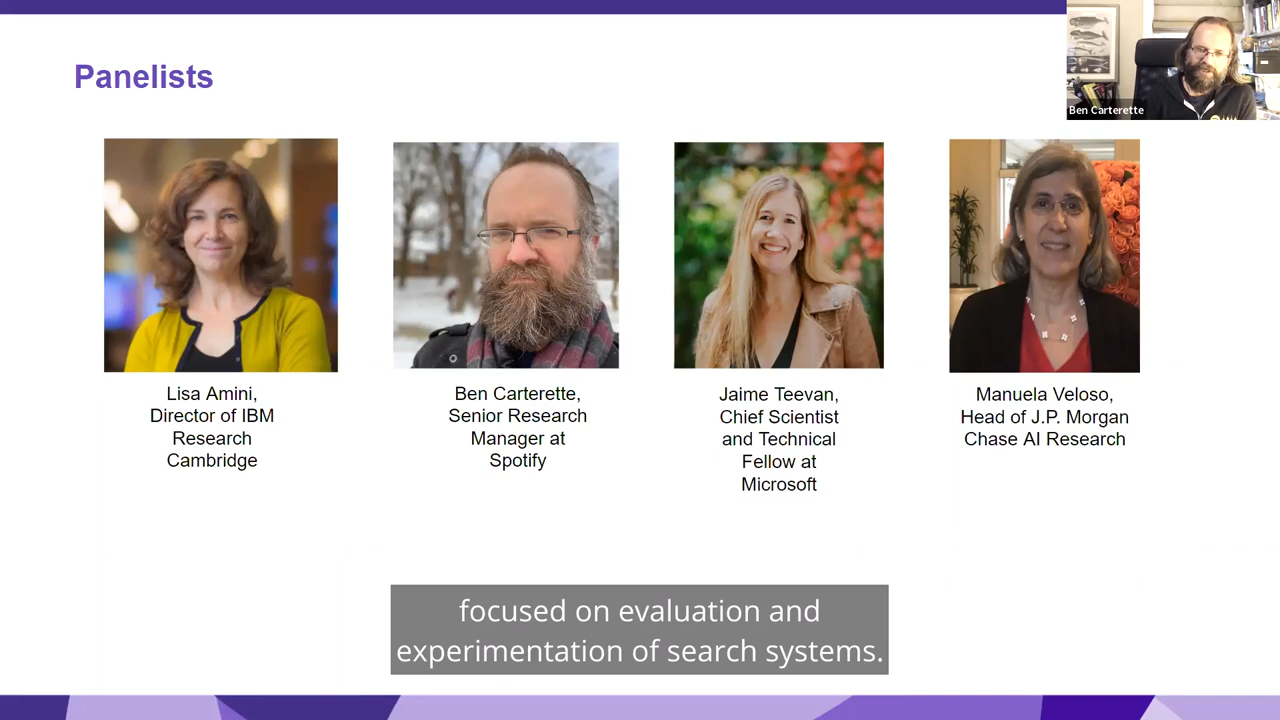 Panelists
Ben Carterette
Lisa Amini,
Director of IBM
Research
Cambridge
Ben Carterette,
Senior Research
Manager at
Spotify
Jaime Teevan,
Chief Scientist
and Technical
Fellow at
Microsoft
Manuela Veloso,
Head of J.P. Morgan
Chase AI Research
focused on evaluation and
experimentation of search systems.